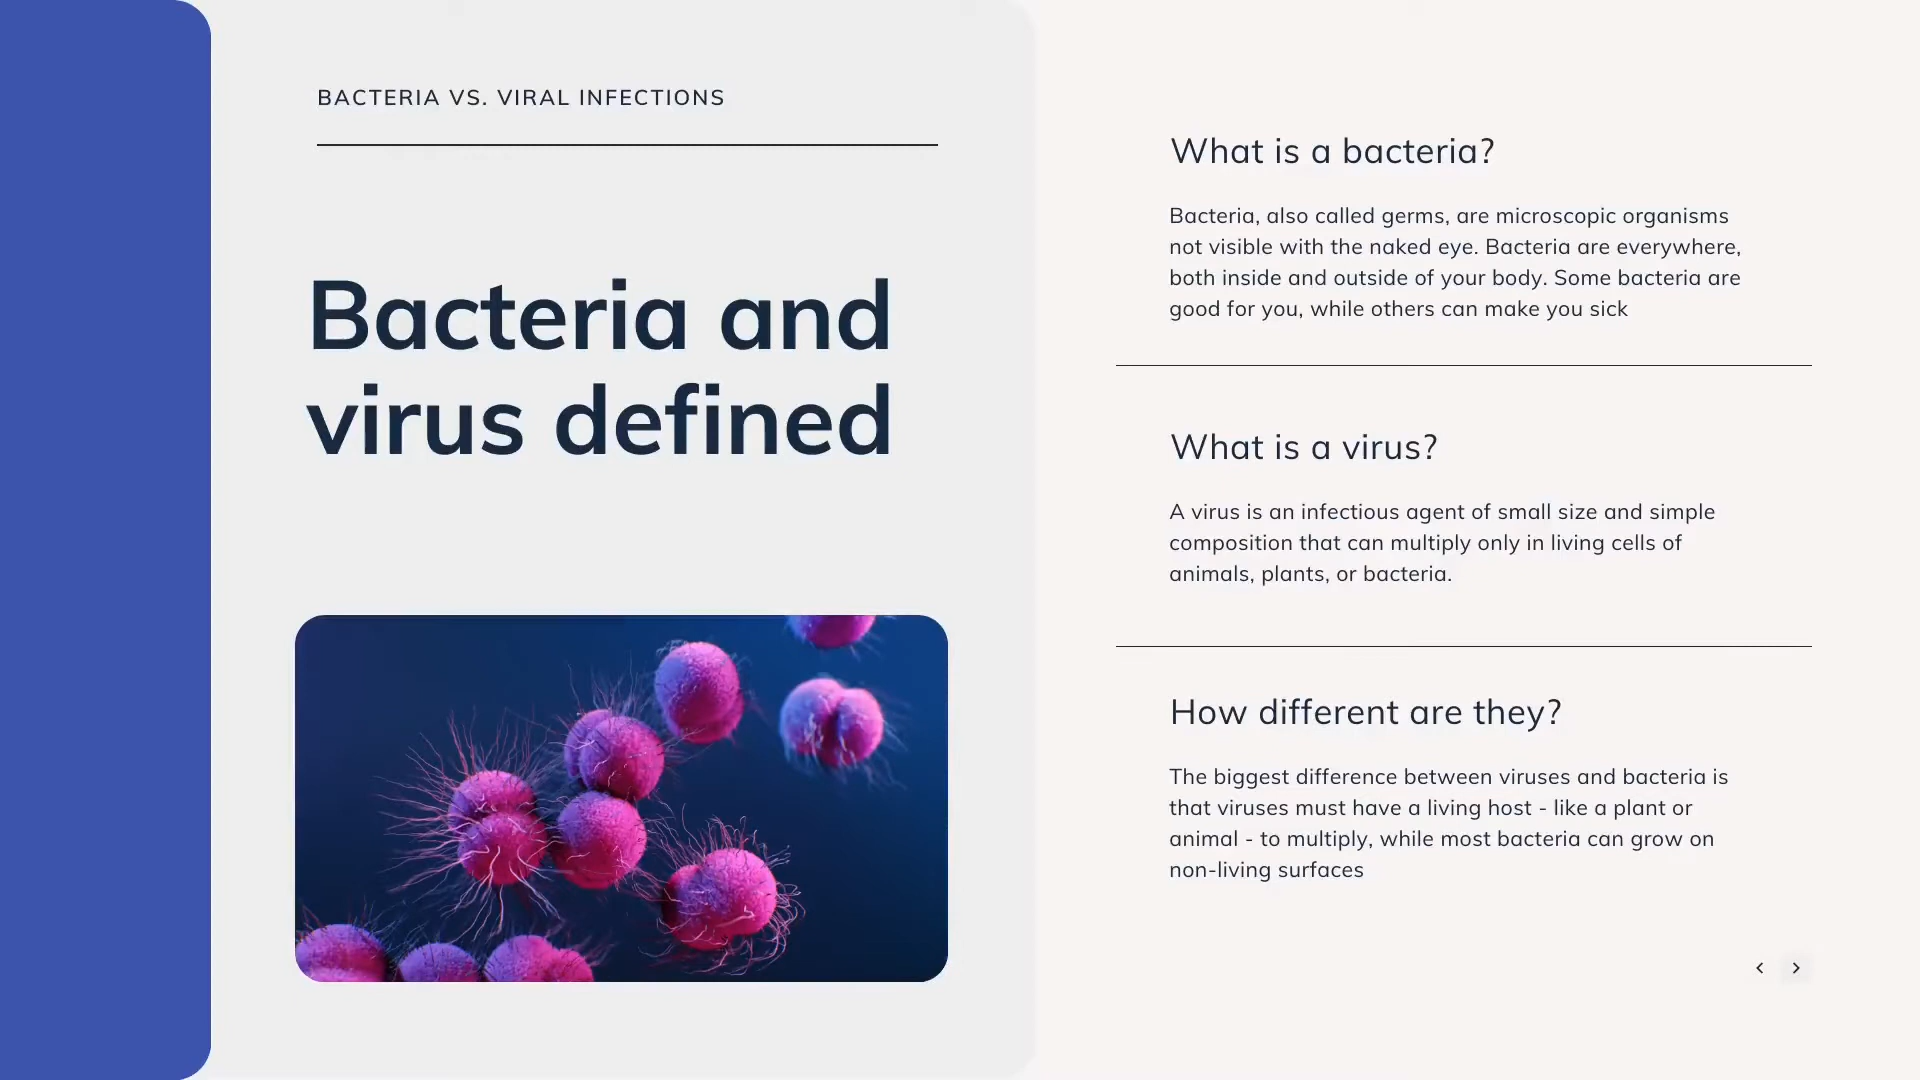 BACTERIA VS. VIRAL INFECTIONS
Bacteria and
virus defined
What is a bacteria?
Bacteria, also called germs, are microscopic organisms
not visible with the naked eye. Bacteria are everywhere,
both inside and outside of your body. Some bacteria are
good for you, while others can make you sick
What is a virus?
A virus is an infectious agent of small size and simple
composition that can multiply only in living cells of
animals, plants, or bacteria.
How different are they?
The biggest difference between viruses and bacteria is
that viruses must have a living host - like a plant or
animal - to multiply, while most bacteria can grow on
non-living surfaces